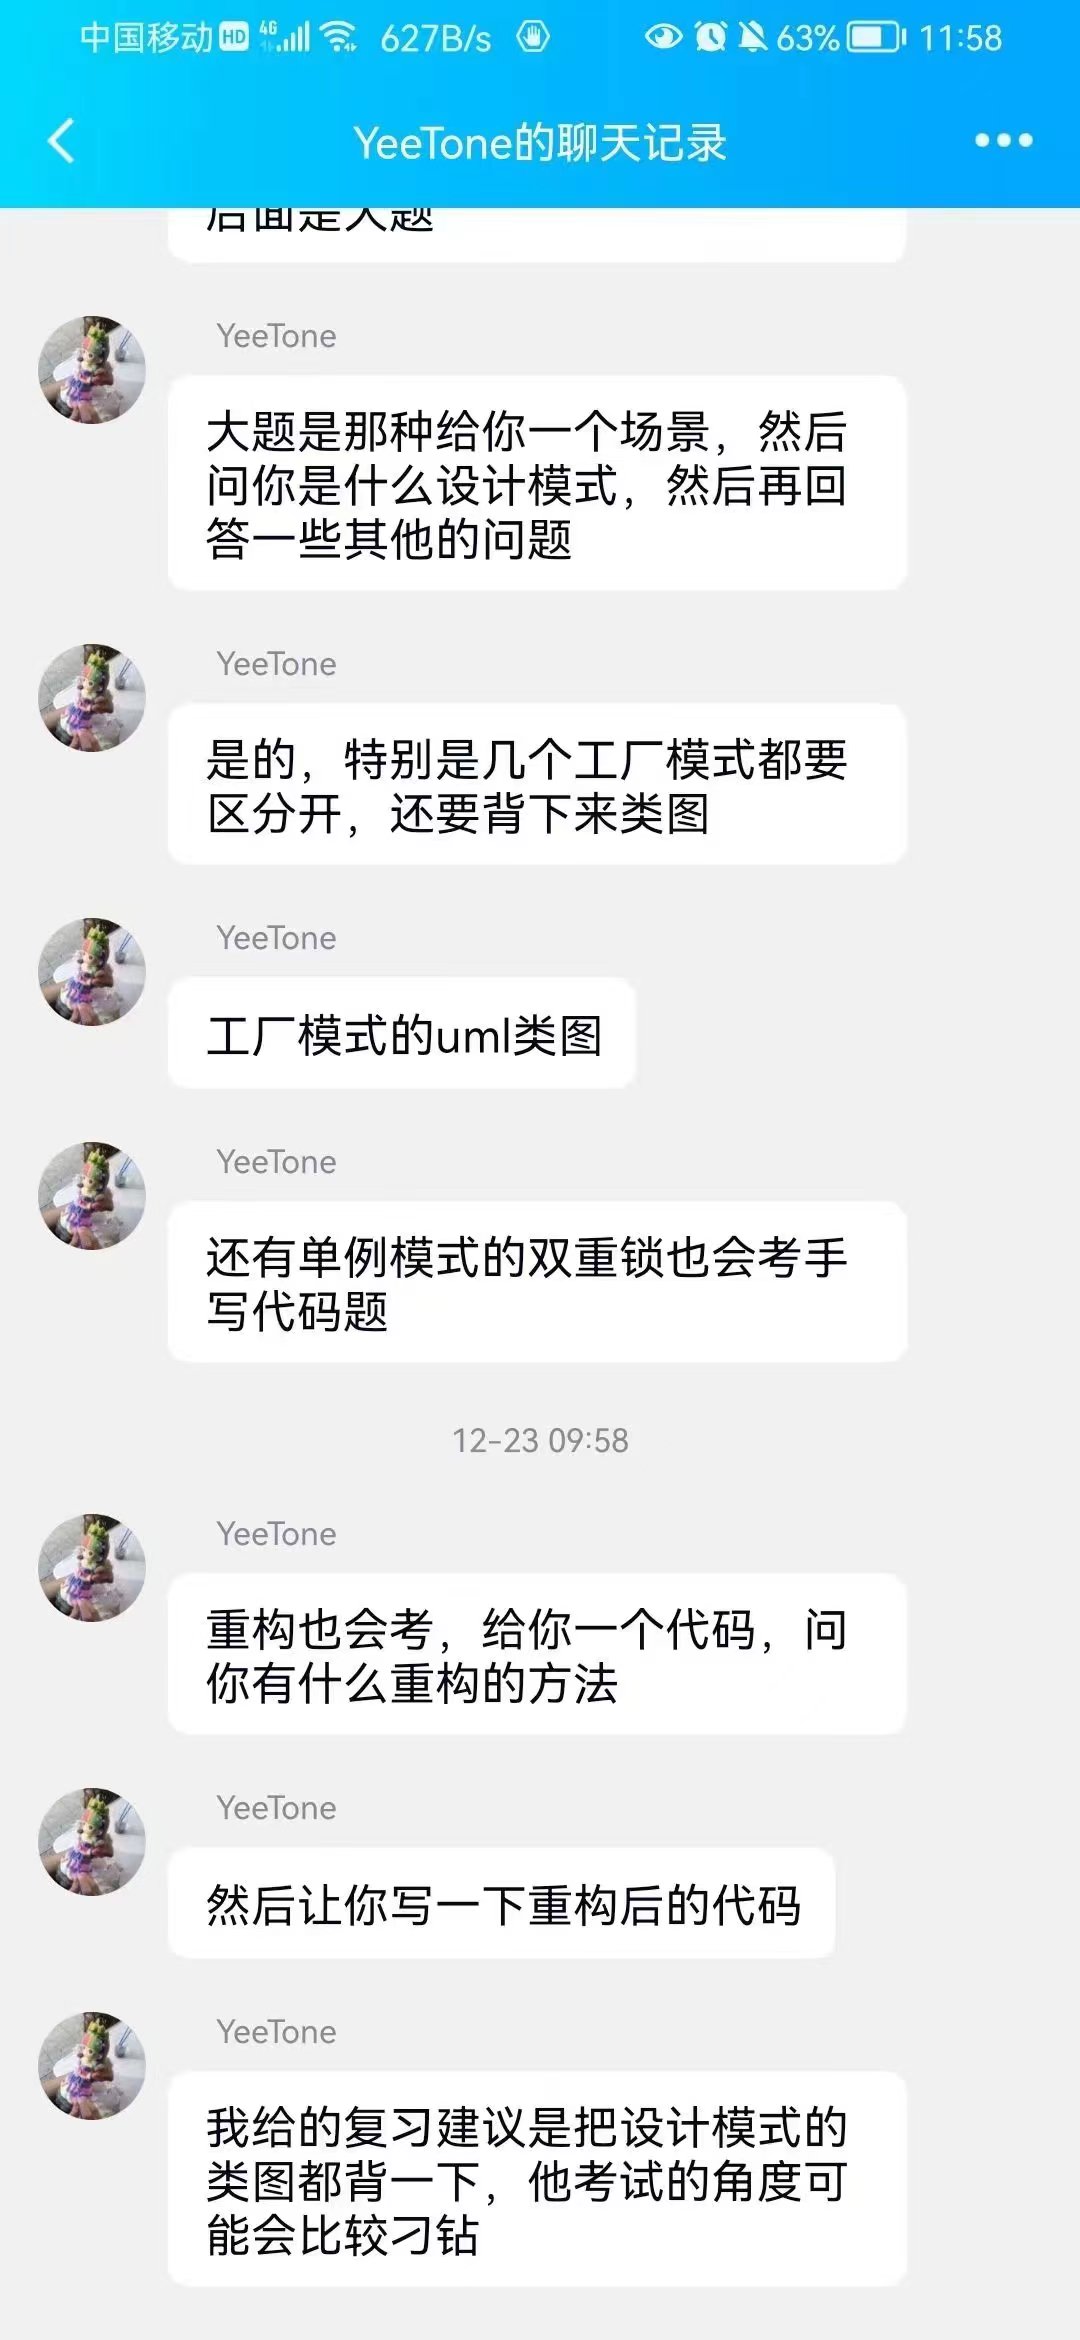 中国移动 HD 4G 627B/s 63% 11:58
YeeTone的聊天记录
后面是大题
YeeTone
大题是那种给你一个场景，然后
问你是什么设计模式，然后再回
答一些其他的问题
YeeTone
是的，特别是几个工厂模式都要
区分开，还要背下来类图
YeeTone
工厂模式的uml类图
YeeTone
还有单例模式的双重锁也会考手
写代码题
12-23 09:58
YeeTone
重构也会考，给你一个代码，问
你有什么重构的方法
YeeTone
然后让你写一下重构后的代码
YeeTone
我给的复习建议是把设计模式的
类图都背一下，他考试的角度可
能会比较刁钻